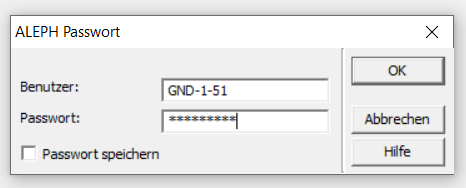 ALEPH Passwort
Benutzer: GND-1-51
Passwort: *********
Passwort speichern
OK
Abbrechen
Hilfe